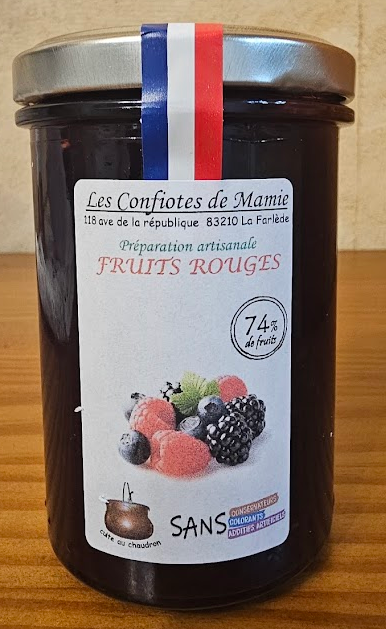 Les Confiotes de Mamie
118 ave de la république 83210 La Farlède
Préparation artisanale
FRUITS ROUGES
74%
de fruits
cuite au chaudron
SANS
CONSERVATEURS
COLORANTS
ADDITIFS ARTIFICIELS